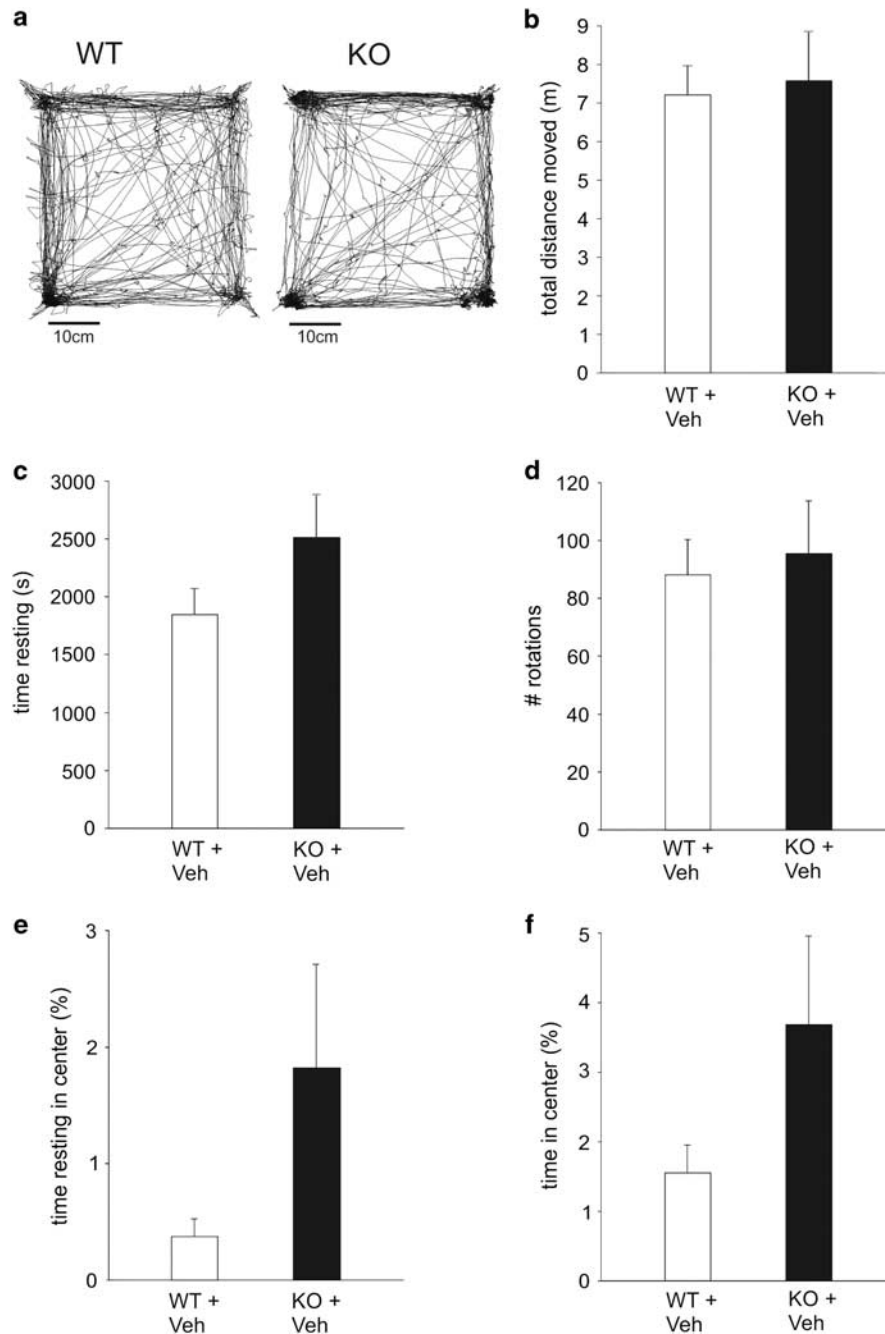 a
WT
KO
10cm
10cm
b
total distance moved (m)
9
8
7
6
5
4
3
2
1
0
WT +
Veh
KO +
Veh
c
time resting (s)
3000
2500
2000
1500
1000
500
0
WT +
Veh
KO +
Veh
d
# rotations
120
100
80
60
40
20
0
WT +
Veh
KO +
Veh
e
time resting in center (%)
3
2
1
0
WT +
Veh
KO +
Veh
f
time in center (%)
5
4
3
2
1
0
WT +
Veh
KO +
Veh